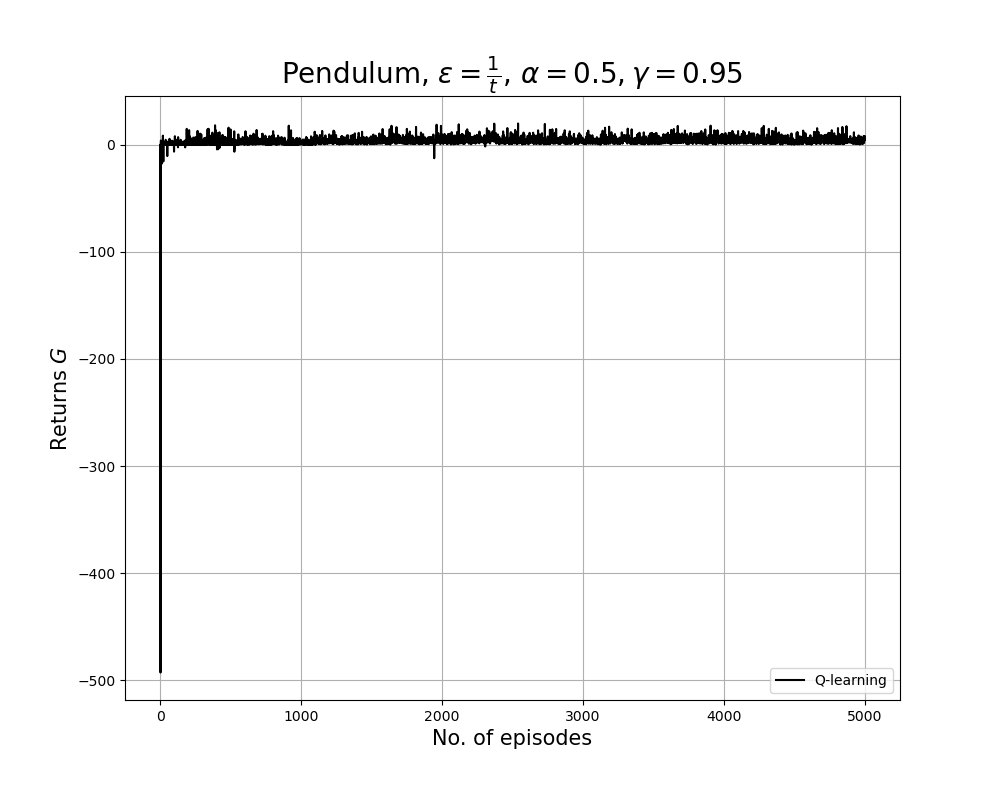 Pendulum, ε = 1/t, α = 0.5, γ = 0.95
Returns G
0
−100
−200
−300
−400
−500
Q-learning
0 1000 2000 3000 4000 5000
No. of episodes